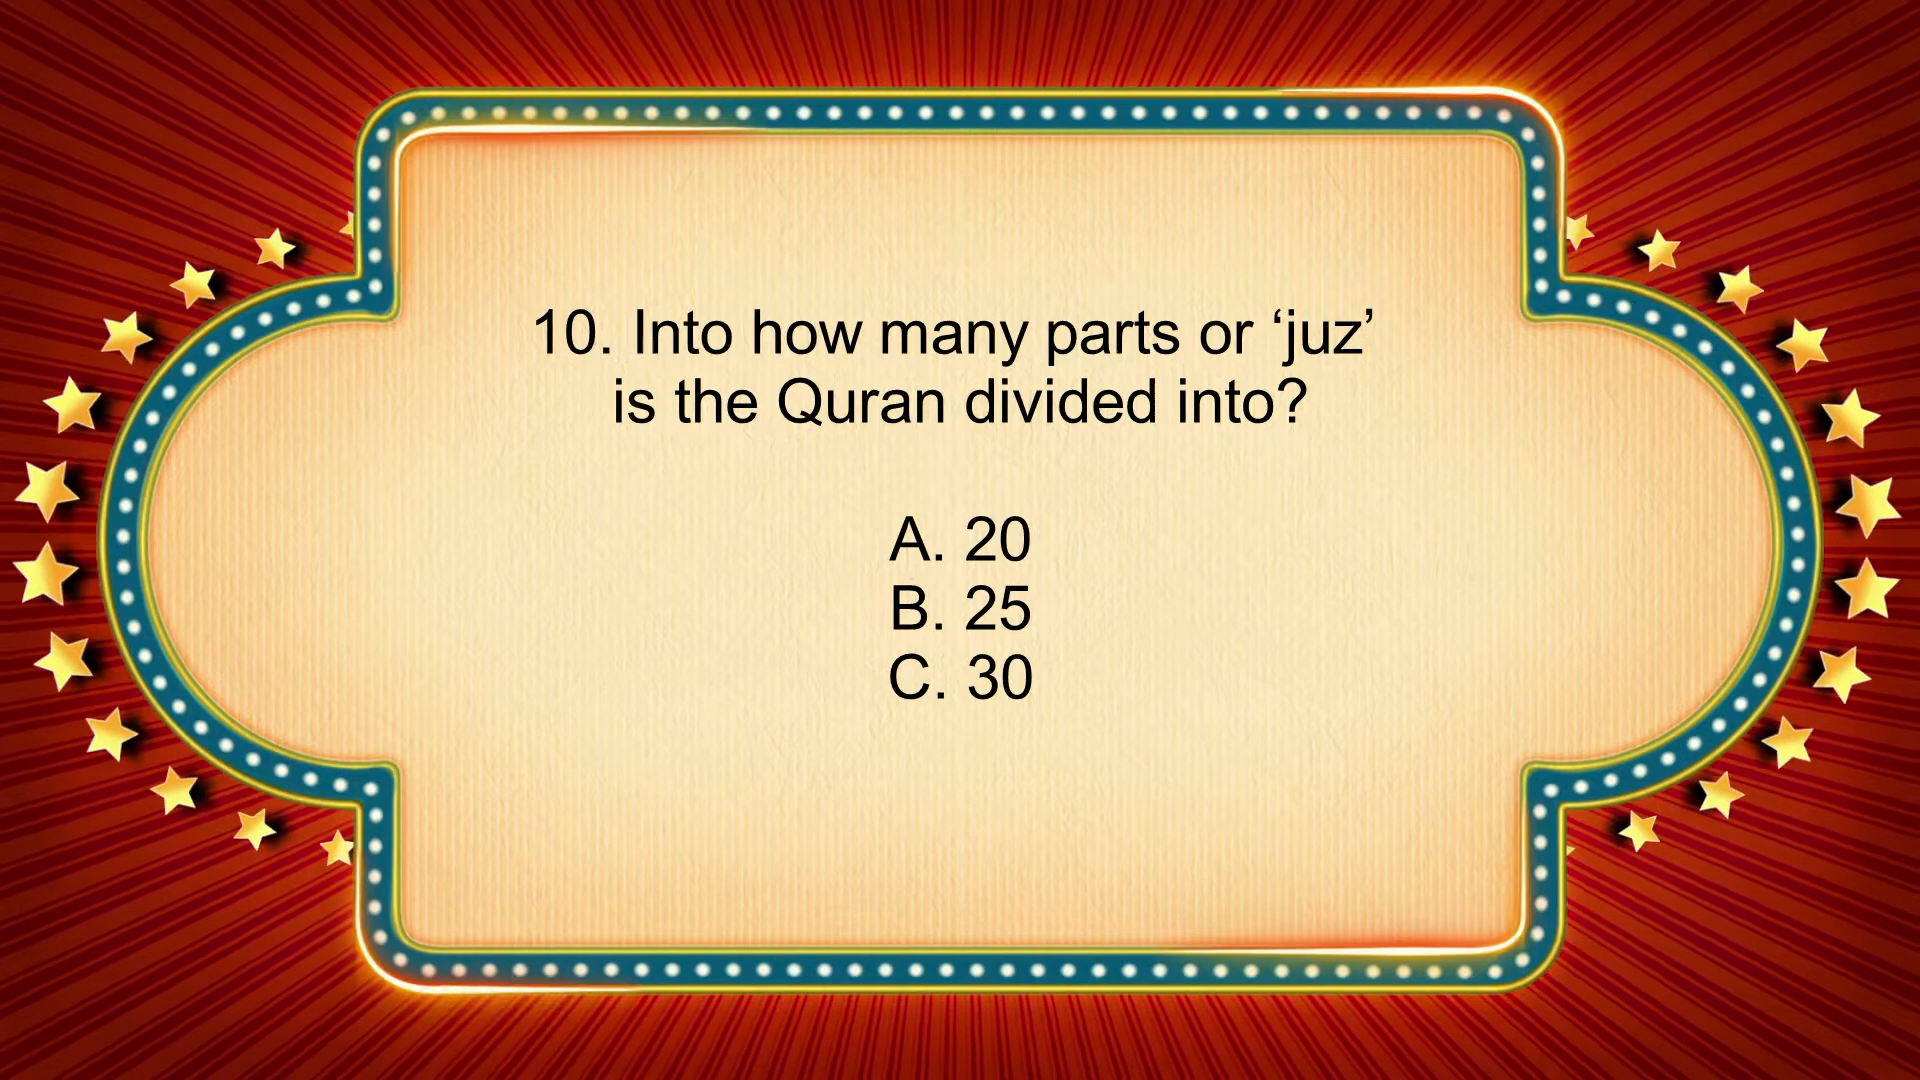 10. Into how many parts or ‘juz’
is the Quran divided into?
A. 20
B. 25
C. 30